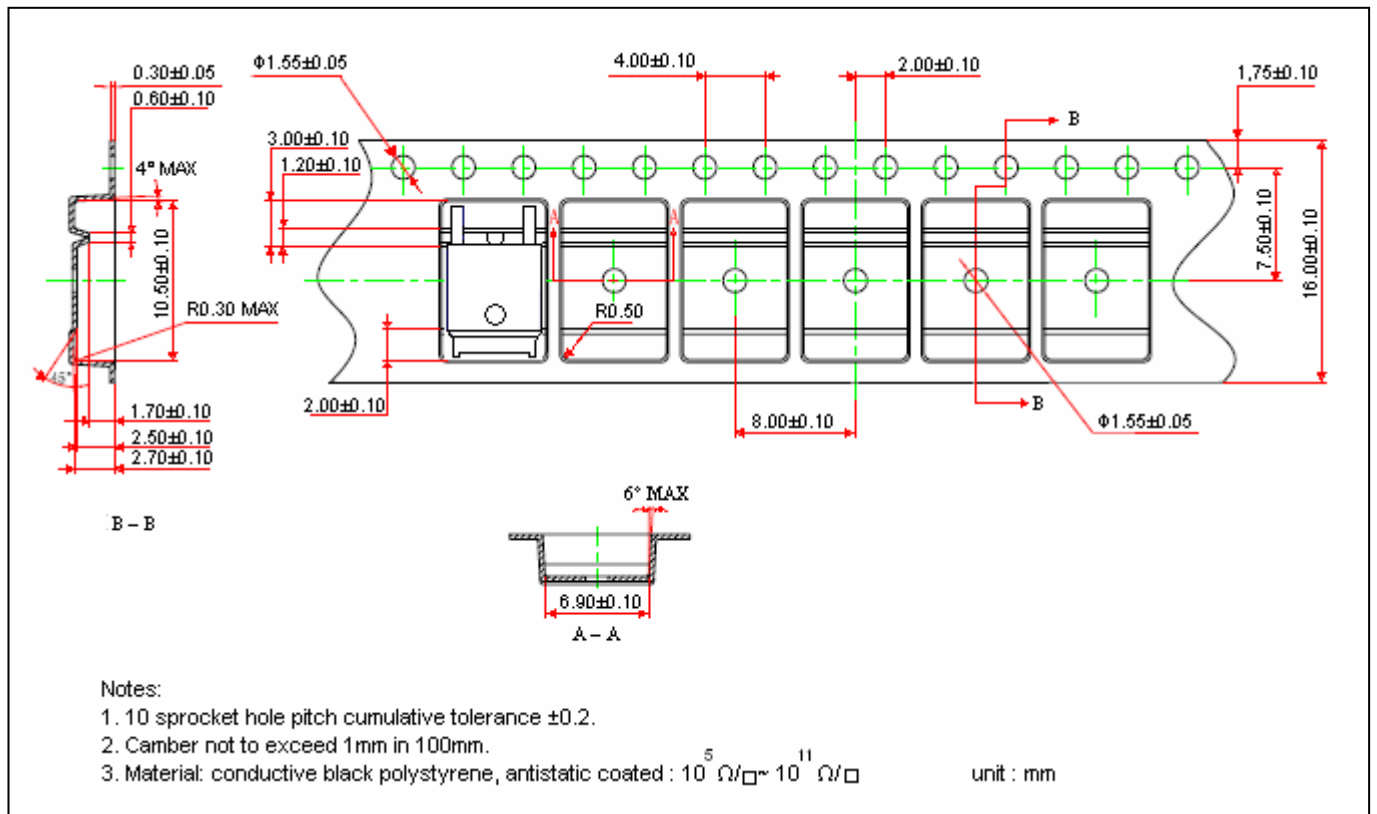 0.30±0.05
0.60±0.10
4° MAX
10.50±0.10
R0.30 MAX
45°
1.70±0.10
2.50±0.10
2.70±0.10
B – B
Φ1.55±0.05
4.00±0.10
2.00±0.10
1,75±0.10
3.00±0.10
1.20±0.10
B
A
A
7.50±0.10
16.00±0.10
R0.50
2.00±0.10
8.00±0.10
B
Φ1.55±0.05
6° MAX
6.90±0.10
A – A
Notes:
1. 10 sprocket hole pitch cumulative tolerance ±0.2.
2. Camber not to exceed 1mm in 100mm.
3. Material: conductive black polystyrene, antistatic coated : 10⁵ Ω/□~ 10¹¹ Ω/□ unit : mm